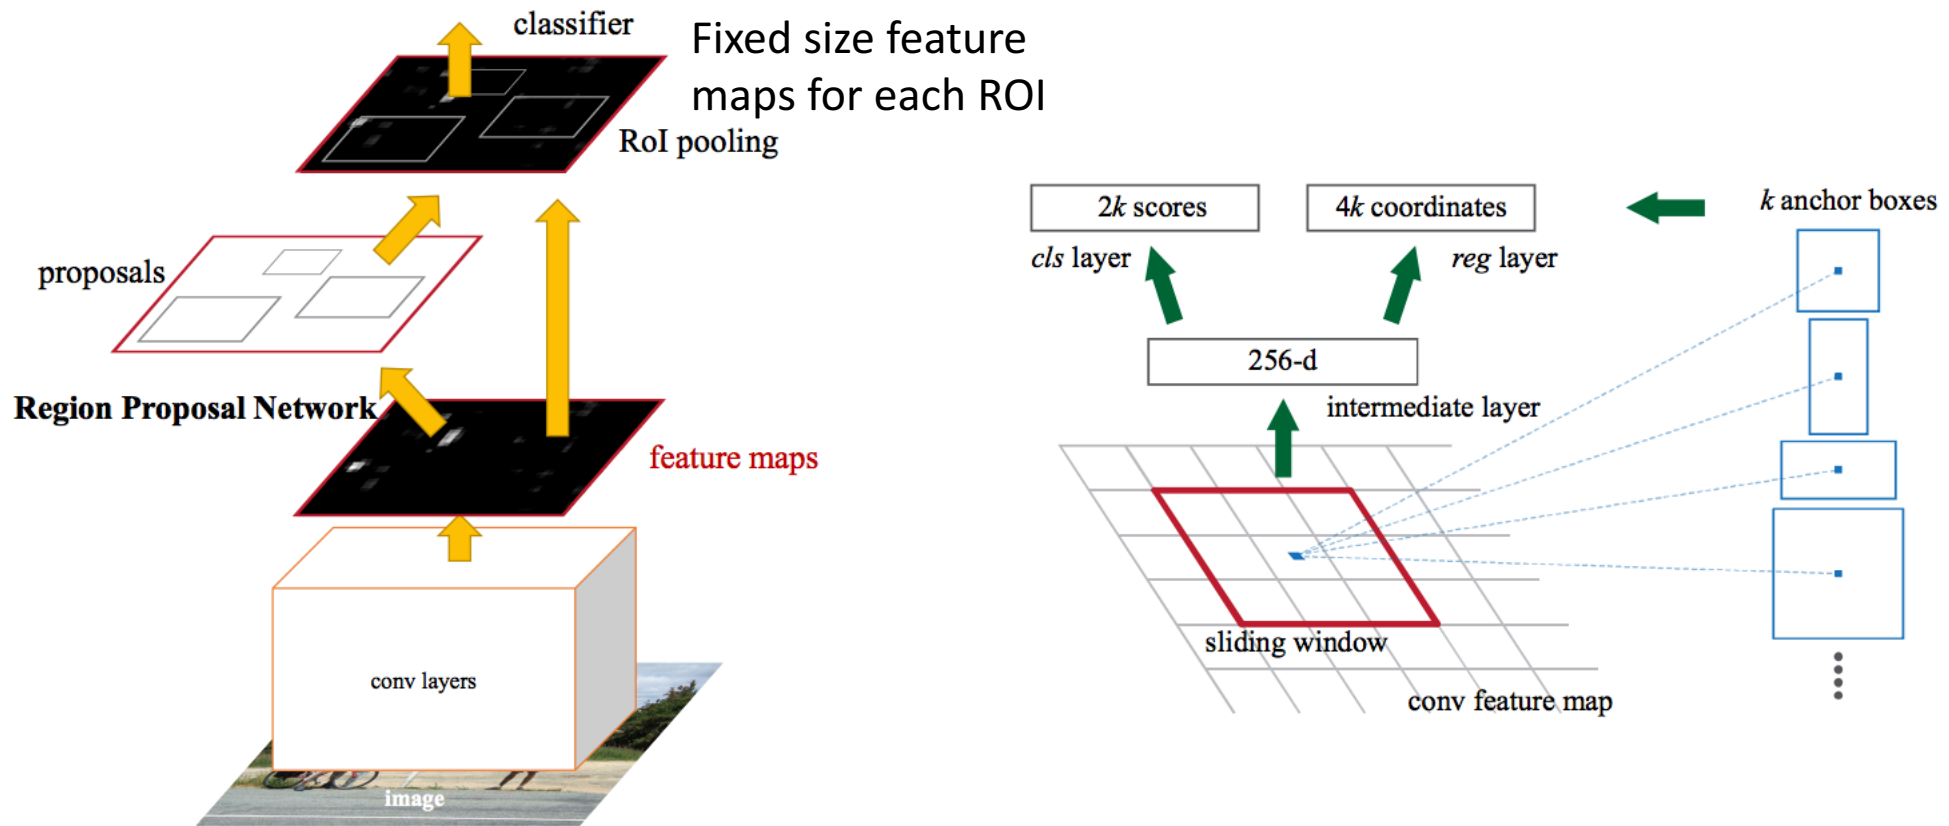 classifier
Fixed size feature
maps for each ROI
RoI pooling
proposals
Region Proposal Network
feature maps
conv layers
image
2k scores
4k coordinates
k anchor boxes
cls layer
reg layer
256-d
intermediate layer
sliding window
conv feature map